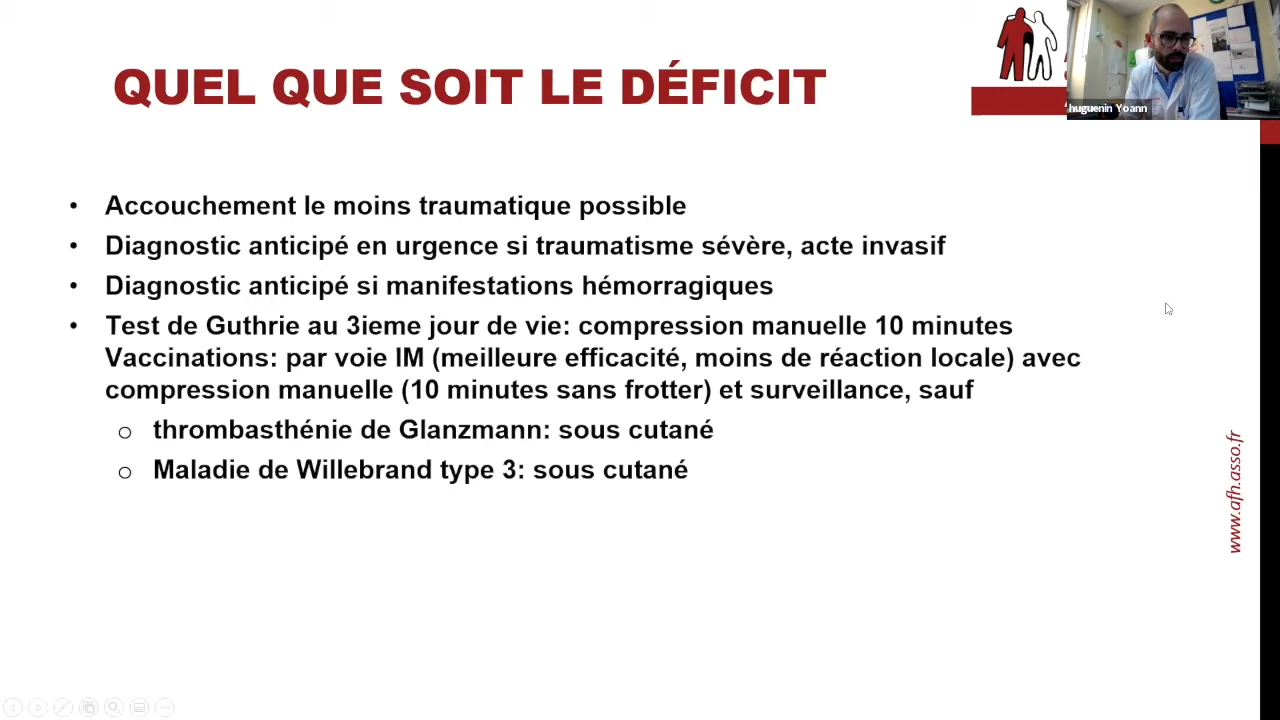 QUEL QUE SOIT LE DÉFICIT
huguenin Yoann
• Accouchement le moins traumatique possible
• Diagnostic anticipé en urgence si traumatisme sévère, acte invasif
• Diagnostic anticipé si manifestations hémorragiques
• Test de Guthrie au 3ieme jour de vie: compression manuelle 10 minutes
Vaccinations: par voie IM (meilleure efficacité, moins de réaction locale) avec
compression manuelle (10 minutes sans frotter) et surveillance, sauf
o thrombasthénie de Glanzmann: sous cutané
o Maladie de Willebrand type 3: sous cutané
www.afh.asso.fr